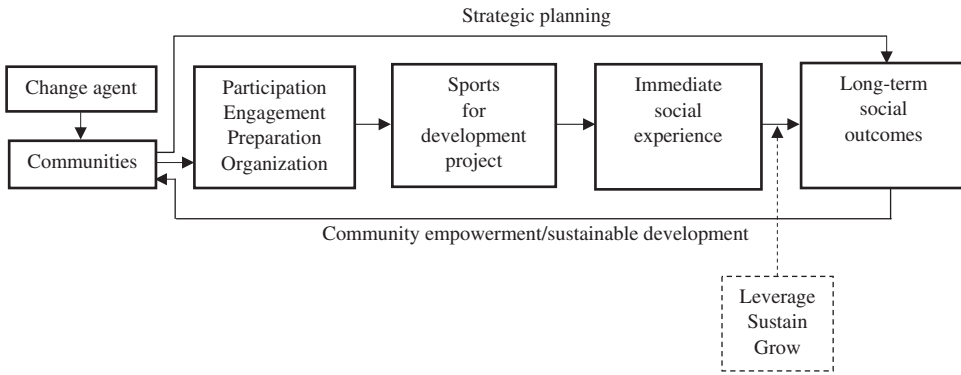 Strategic planning
Change agent
Communities
Participation
Engagement
Preparation
Organization
Sports
for
development
project
Immediate
social
experience
Long-term
social
outcomes
Community empowerment/sustainable development
Leverage
Sustain
Grow